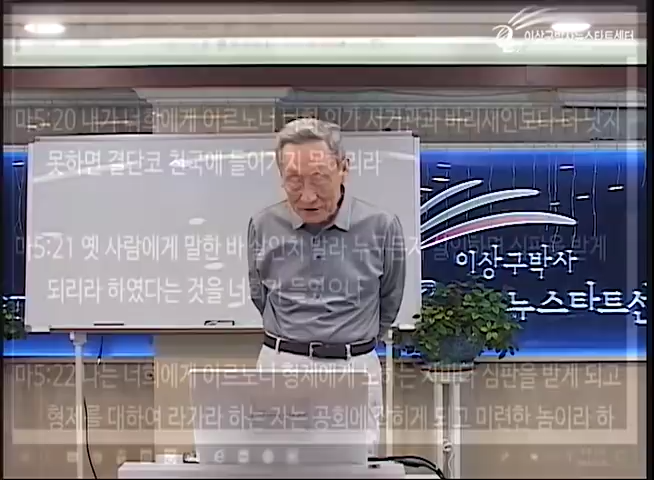 이상구박사뉴스타트센터
마5:20 내가 너희에게 이르노니 너희 의가 서기관과 바리새인보다 더 낫지
못하면 결단코 천국에 들어가지 못하리라
마5:21 옛 사람에게 말한 바 살인치 말라 누구든지 살인하면 심판을 받게
되리라 하였다는 것을 너희가 들었으나
이상구박사
뉴스타트센
마5:22 나는 너희에게 이르노니 형제에게 노하는 자마다 심판을 받게 되고
형제를 대하여 라가라 하는 자는 공회에 잡히게 되고 미련한 놈이라 하